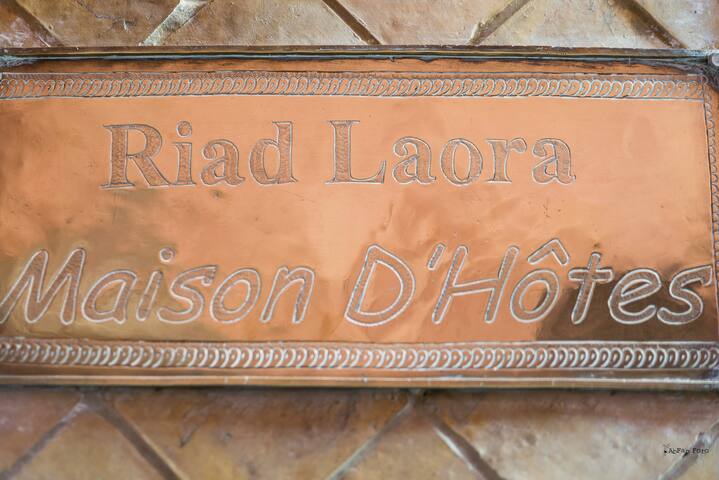 Riad Laora
Maison D'Hôtes